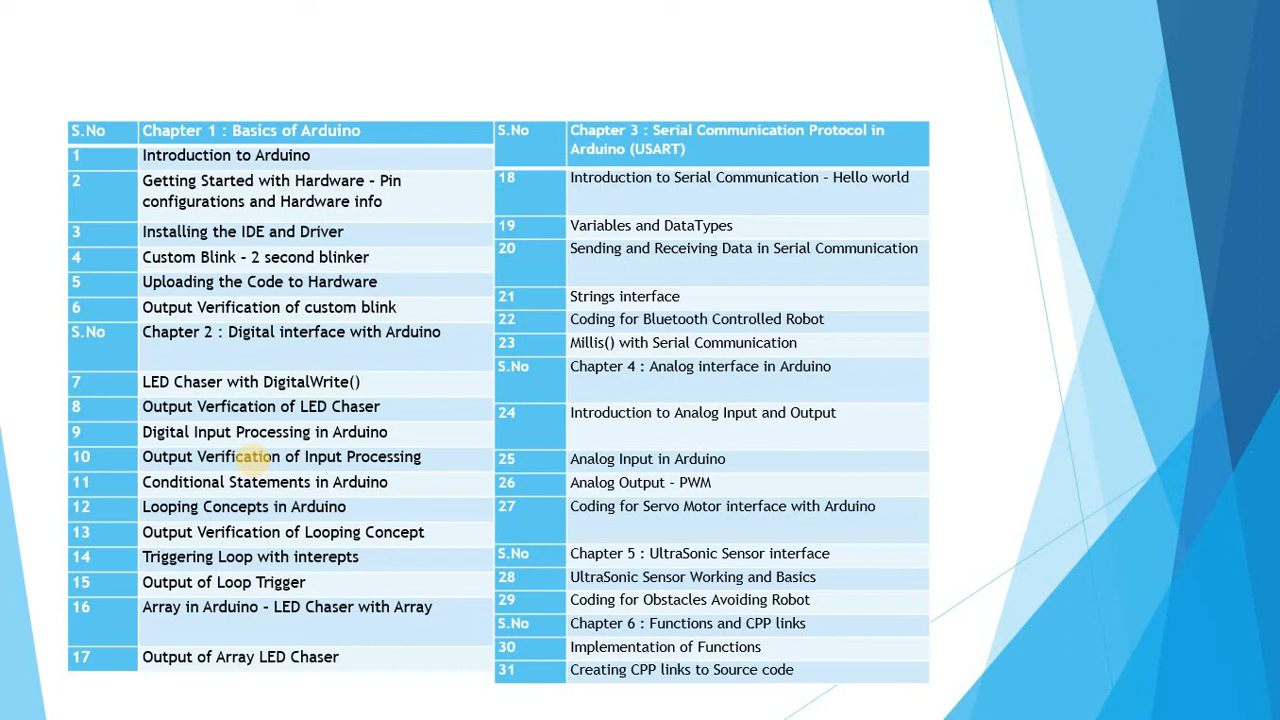 S.No Chapter 1 : Basics of Arduino
1 Introduction to Arduino
2 Getting Started with Hardware – Pin
configurations and Hardware info
3 Installing the IDE and Driver
4 Custom Blink – 2 second blinker
5 Uploading the Code to Hardware
6 Output Verification of custom blink
S.No Chapter 2 : Digital interface with Arduino
7 LED Chaser with DigitalWrite()
8 Output Verfication of LED Chaser
9 Digital Input Processing in Arduino
10 Output Verification of Input Processing
11 Conditional Statements in Arduino
12 Looping Concepts in Arduino
13 Output Verification of Looping Concept
14 Triggering Loop with interepts
15 Output of Loop Trigger
16 Array in Arduino – LED Chaser with Array
17 Output of Array LED Chaser
S.No Chapter 3 : Serial Communication Protocol in
Arduino (USART)
18 Introduction to Serial Communication – Hello world
19 Variables and DataTypes
20 Sending and Receiving Data in Serial Communication
21 Strings interface
22 Coding for Bluetooth Controlled Robot
23 Millis() with Serial Communication
S.No Chapter 4 : Analog interface in Arduino
24 Introduction to Analog Input and Output
25 Analog Input in Arduino
26 Analog Output – PWM
27 Coding for Servo Motor interface with Arduino
S.No Chapter 5 : UltraSonic Sensor interface
28 UltraSonic Sensor Working and Basics
29 Coding for Obstacles Avoiding Robot
S.No Chapter 6 : Functions and CPP links
30 Implementation of Functions
31 Creating CPP links to Source code